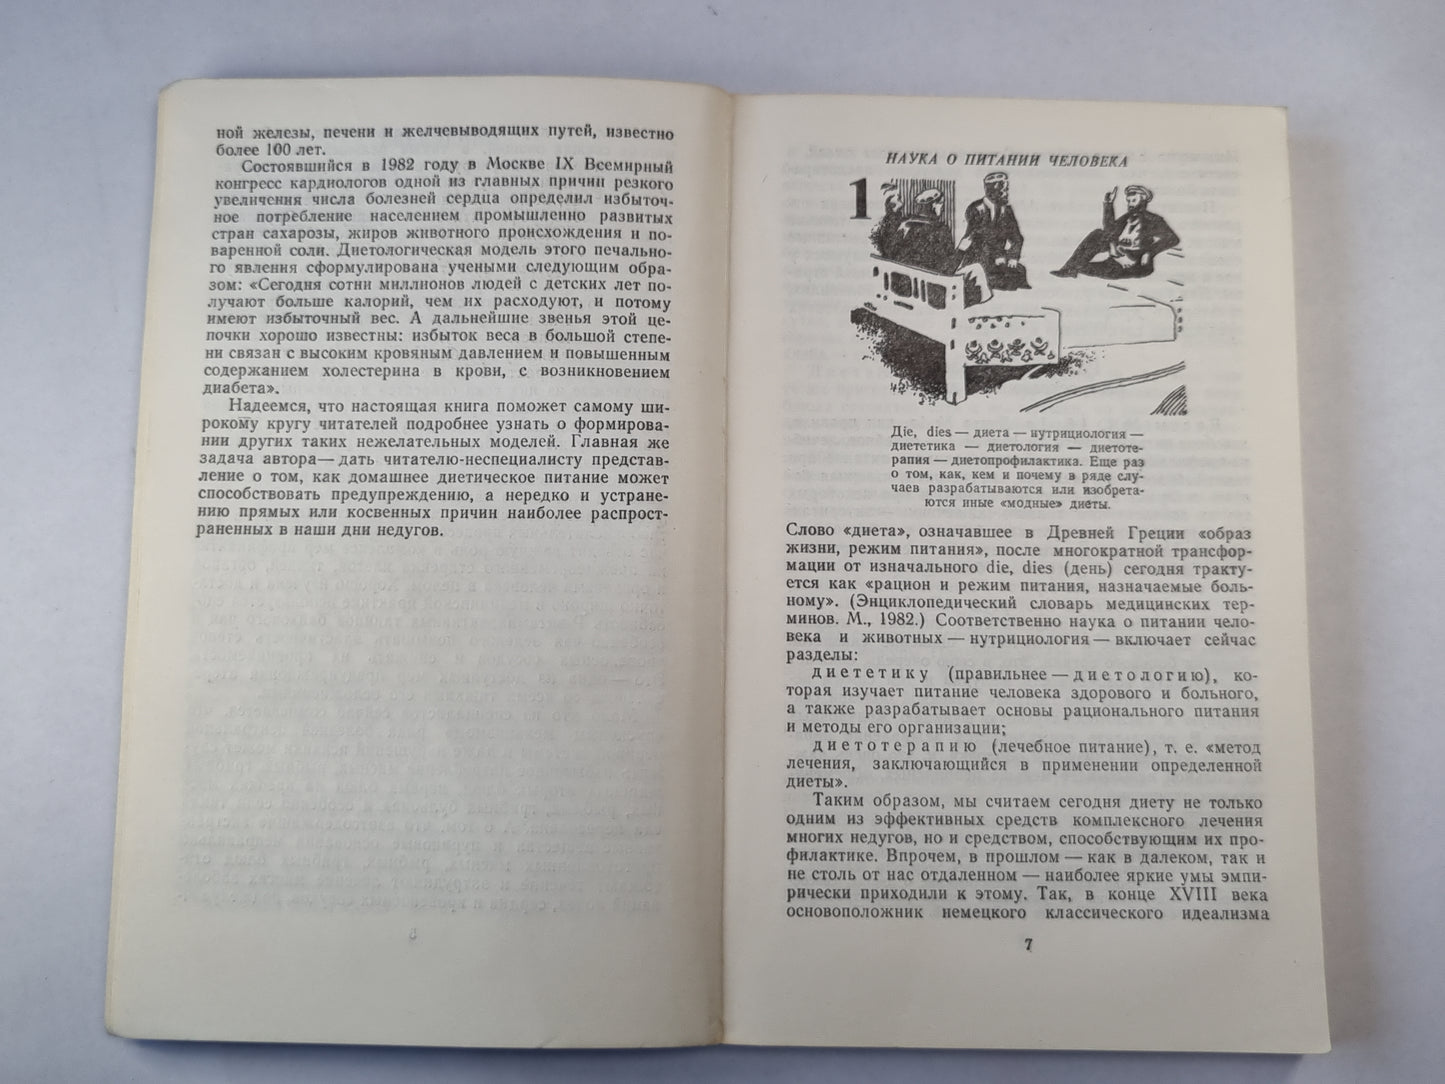 ной железы, печени и желчевыводящих путей, известно
более 100 лет.
Состоявшийся в 1982 году в Москве IX Всемирный
конгресс кардиологов одной из главных причин резкого
увеличения числа болезней сердца определил избыточ-
ное потребление населением промышленно развитых
стран сахарозы, жиров животного происхождения и по-
варенной соли. Диетологическая модель этого печально-
го явления сформулирована учеными следующим обра-
зом: «Сегодня сотни миллионов людей с детских лет по-
лучают больше калорий, чем их расходуют, и потому
имеют избыточный вес. А дальнейшие звенья этой це-
почки хорошо известны: избыток веса в большой степе-
ни связан с высоким кровяным давлением и повышенным
содержанием холестерина в крови, с возникновением
диабета».
Надеемся, что настоящая книга поможет самому ши-
рокому кругу читателей подробнее узнать о формирова-
нии других таких нежелательных моделей. Главная же
задача автора — дать читателю-неспециалисту представ-
ление о том, как домашнее диетическое питание может
способствовать предупреждению, а нередко и устране-
нию прямых или косвенных причин наиболее распрост-
раненных в наши дни недугов.
НАУКА О ПИТАНИИ ЧЕЛОВЕКА
1
Die, dies — диета — нутрициология —
диететика — диетология — диетоте-
рапия — диетопрофилактика. Еще раз
о том, как, кем и почему в ряде слу-
чаев разрабатываются или изобрета-
ются иные «модные» диеты.
Слово «диета», означавшее в Древней Греции «образ
жизни, режим питания», после многократной трансфор-
мации от изначального die, dies (день) сегодня тракту-
ется как «рацион и режим питания, назначаемые боль-
ному». (Энциклопедический словарь медицинских тер-
минов. М., 1982.) Соответственно наука о питании чело-
века и животных — нутрициология — включает сейчас
разделы:
диететику (правильнее — диетологию), ко-
торая изучает питание человека здорового и больного,
а также разрабатывает основы рационального питания
и методы его организации;
диетотерапию (лечебное питание), т. е. «метод
лечения, заключающийся в применении определенной
диеты».
Таким образом, мы считаем сегодня диету не только
одним из эффективных средств комплексного лечения
многих недугов, но и средством, способствующим их про-
филактике. Впрочем, в прошлом — как в далеком, так и
не столь от нас отдаленном — наиболее яркие умы эмпи-
рически приходили к этому. Так, в конце XVIII века
основоположник немецкого классического идеализма
7